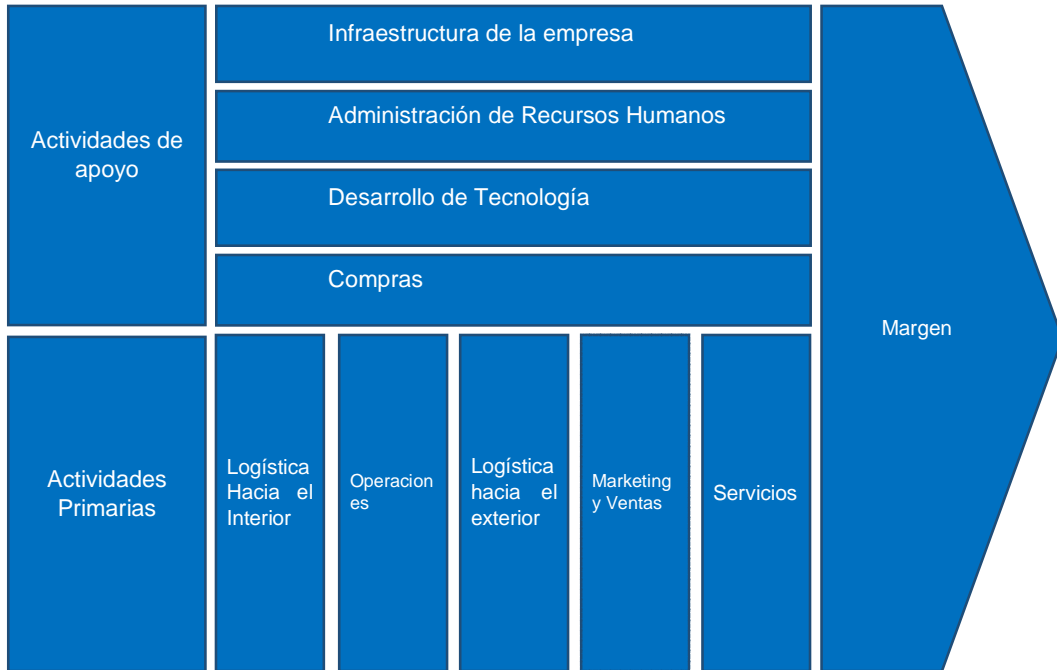 Infraestructura de la empresa
Administración de Recursos Humanos
Actividades de
apoyo
Desarrollo de Tecnología
Compras
Margen
Actividades
Primarias
Logística
Hacia el
Interior
Operacion
es
Logística
hacia el
exterior
Marketing
y Ventas
Servicios